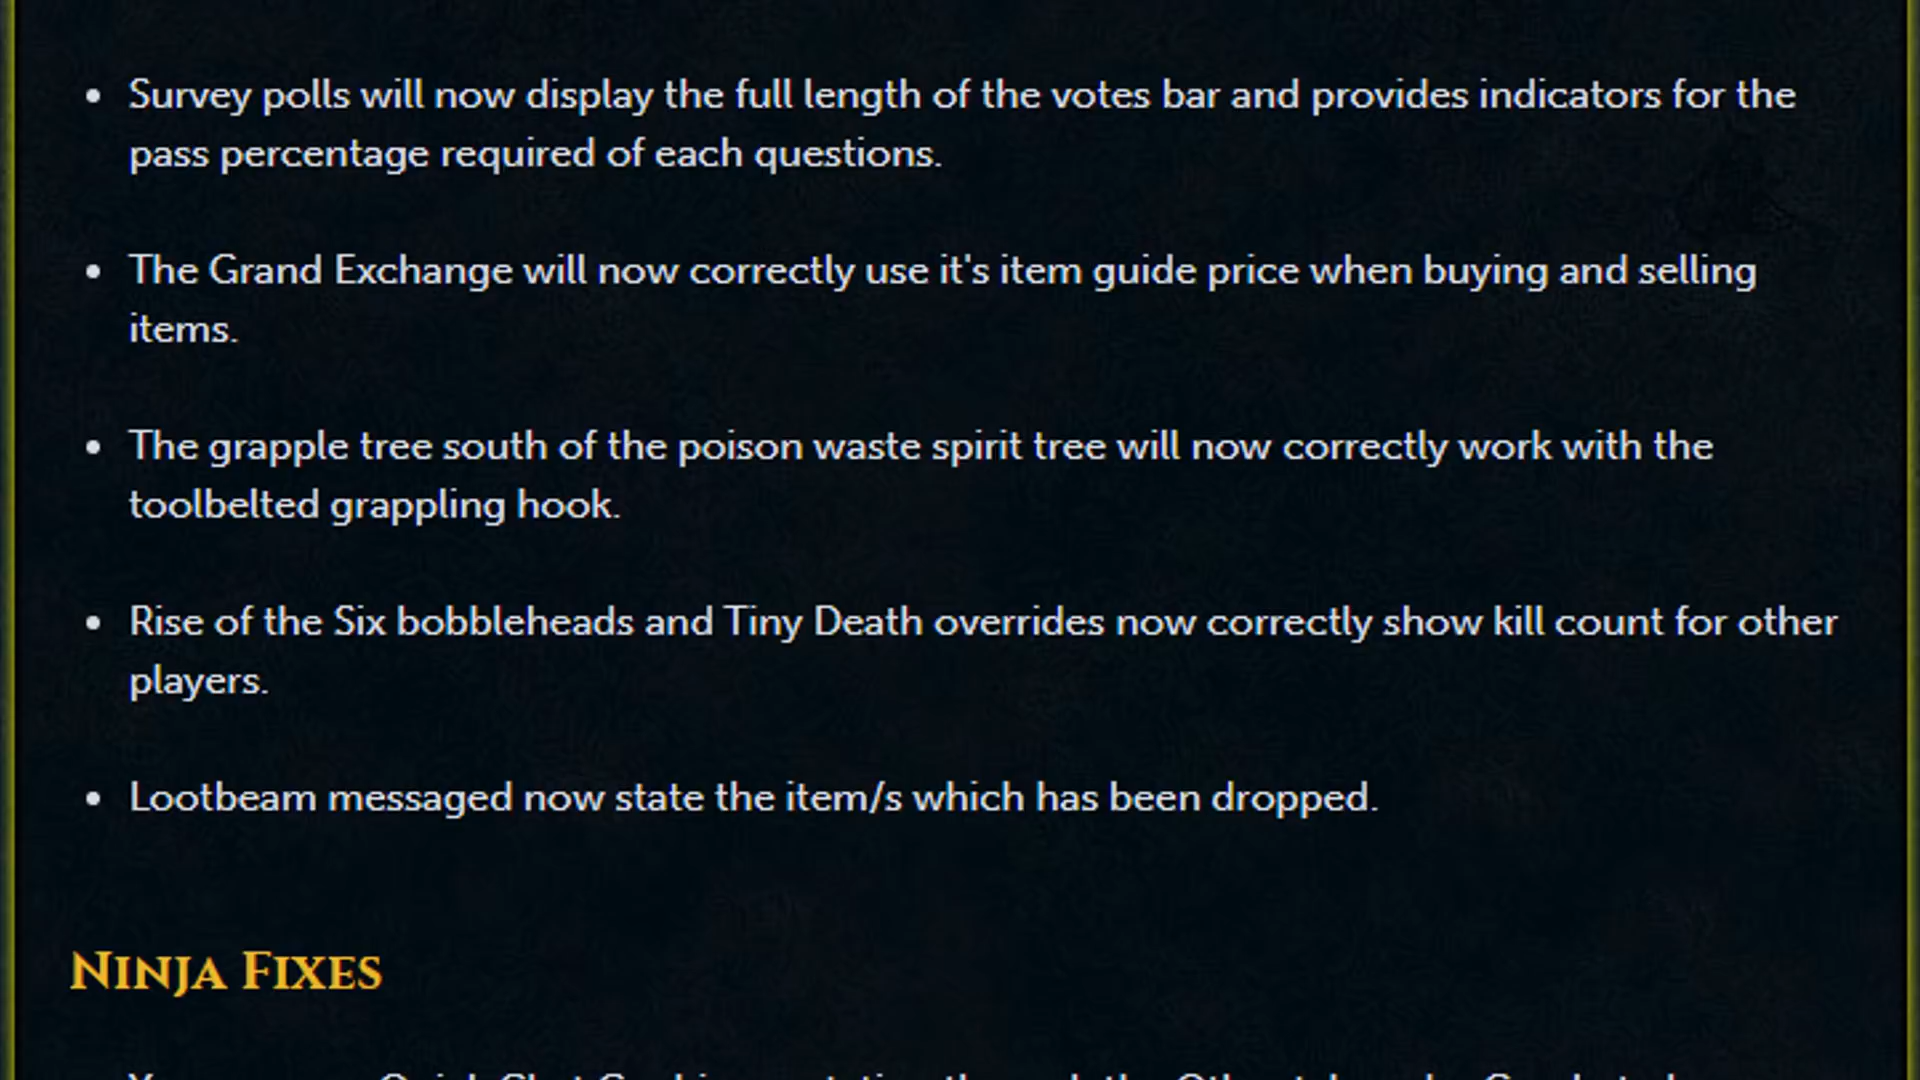 • Survey polls will now display the full length of the votes bar and provides indicators for the
pass percentage required of each questions.
• The Grand Exchange will now correctly use it's item guide price when buying and selling
items.
• The grapple tree south of the poison waste spirit tree will now correctly work with the
toolbelted grappling hook.
• Rise of the Six bobbleheads and Tiny Death overrides now correctly show kill count for other
players.
• Lootbeam messaged now state the item/s which has been dropped.
Ninja Fixes